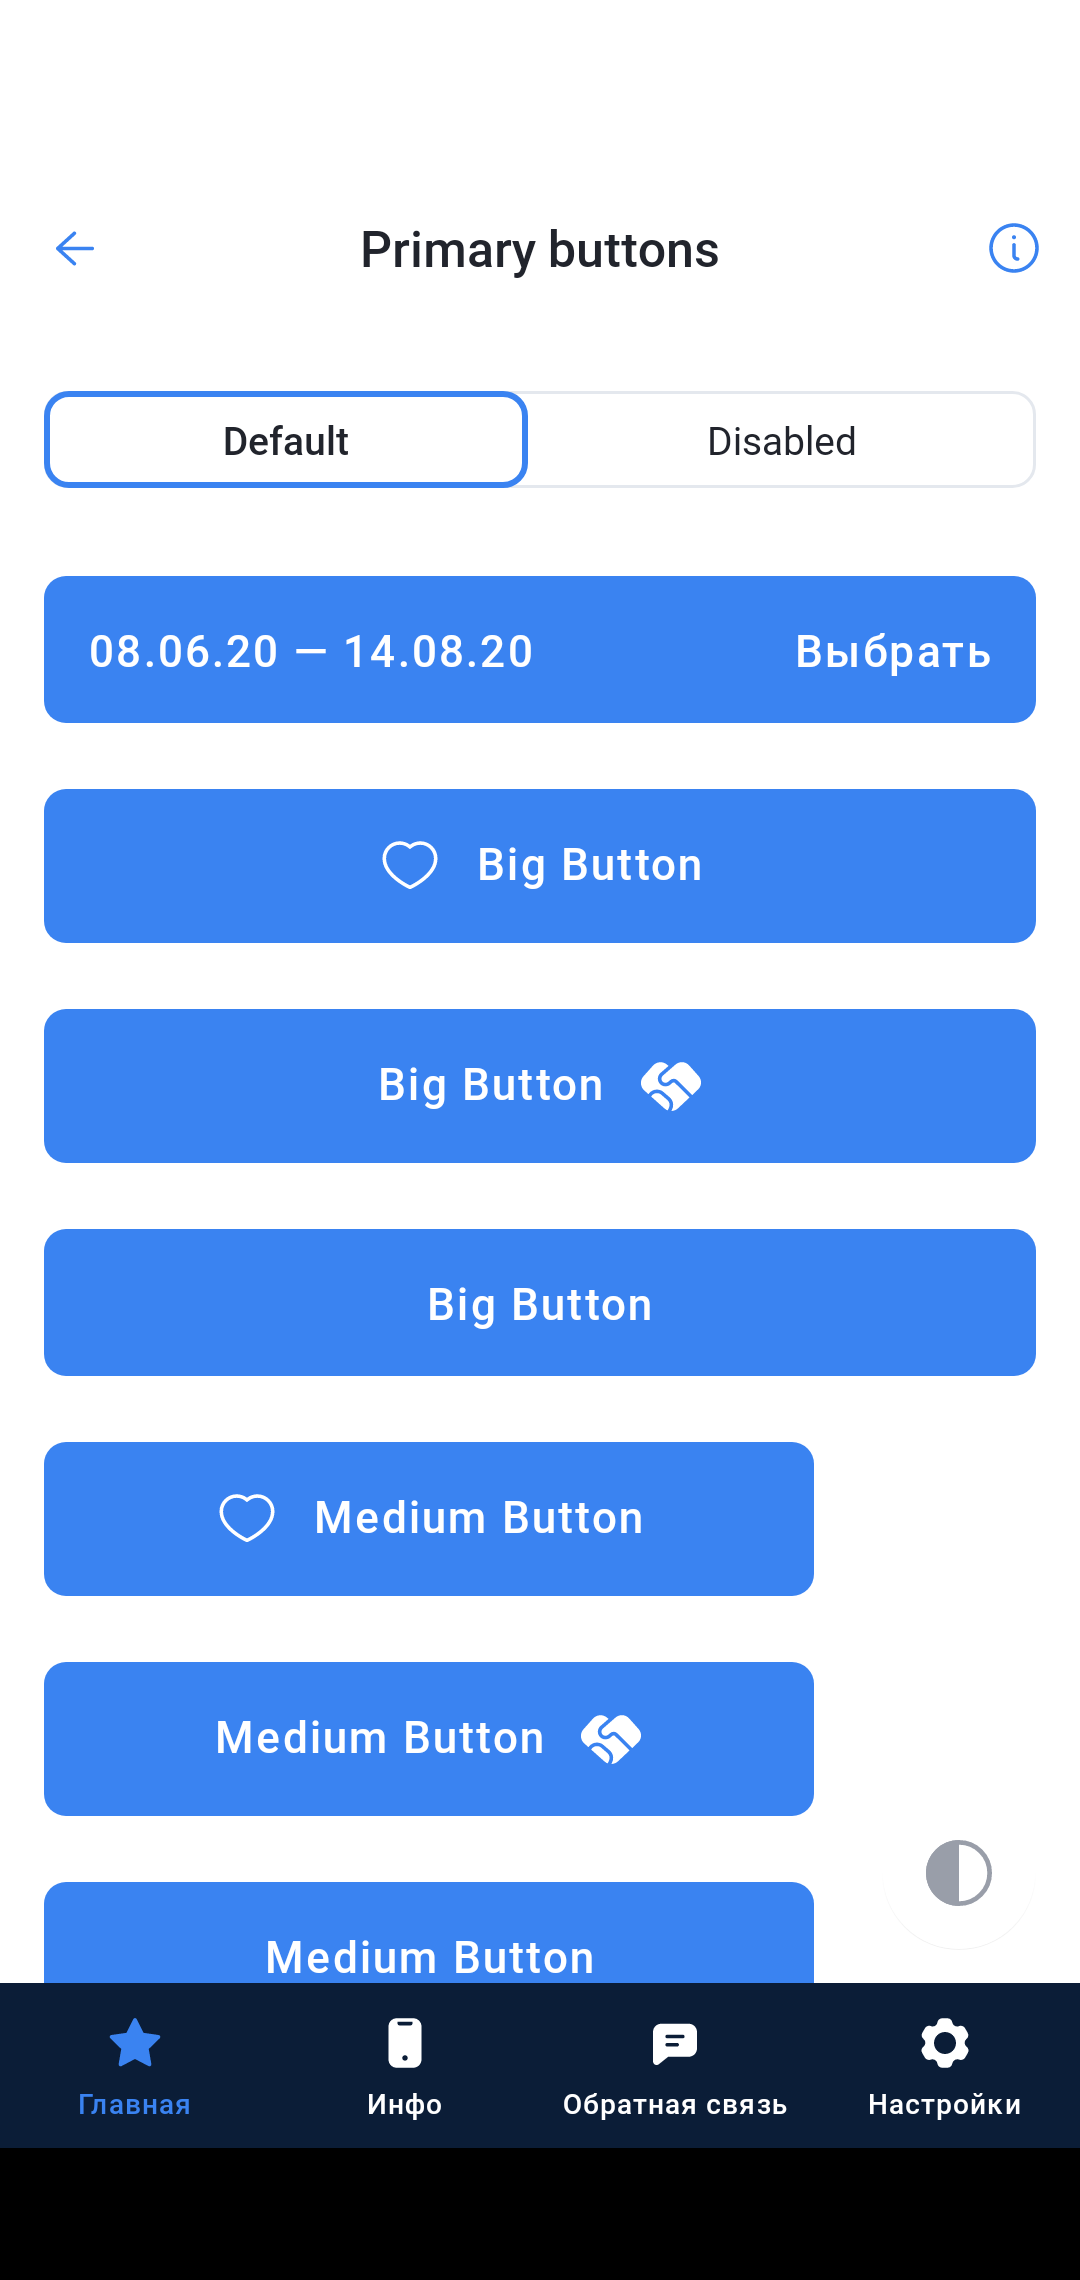 Primary buttons
Default
Disabled
08.06.20 — 14.08.20
Выбрать
Big Button
Big Button
Big Button
Medium Button
Medium Button
Medium Button
Главная
Инфо
Обратная связь
Настройки